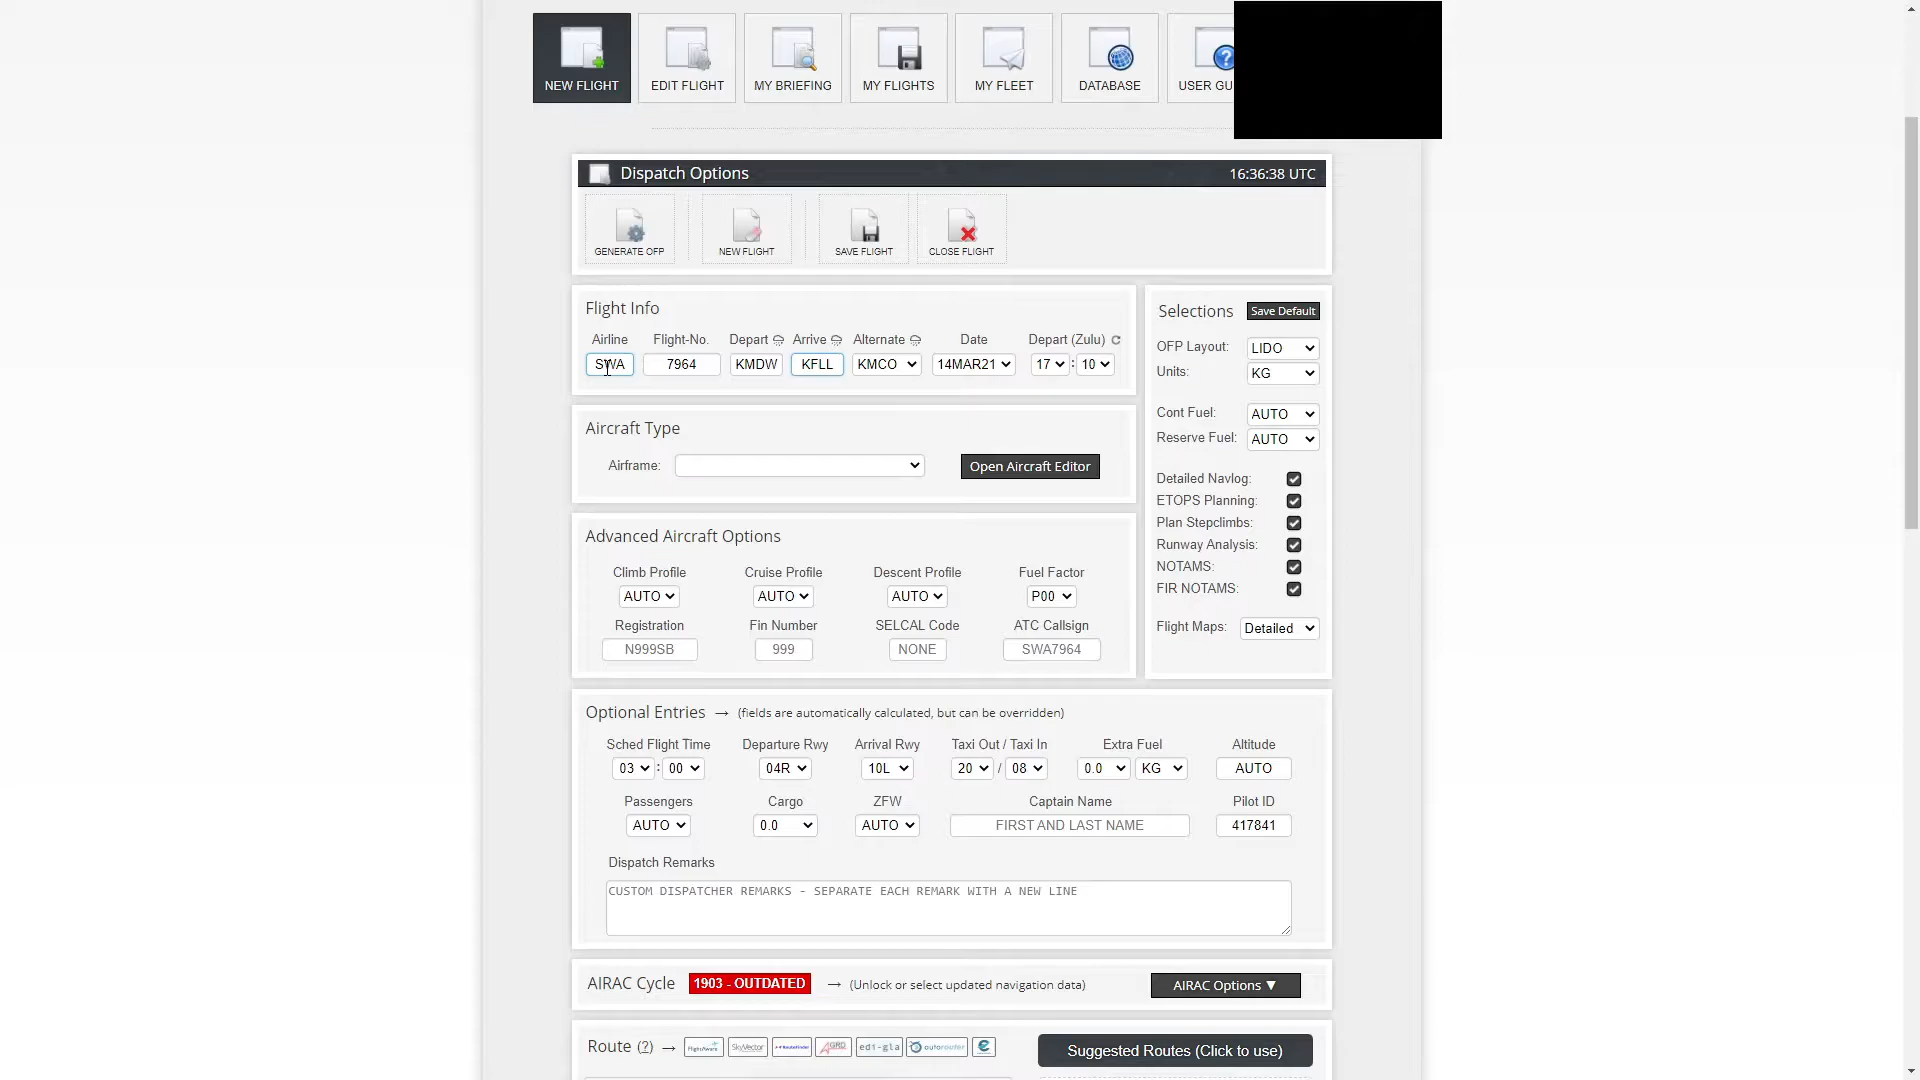 NEW FLIGHT EDIT FLIGHT MY BRIEFING MY FLIGHTS MY FLEET DATABASE USER GU
Dispatch Options 16:36:38 UTC
GENERATE OFP NEW FLIGHT SAVE FLIGHT CLOSE FLIGHT
Flight Info
Airline Flight-No. Depart Arrive Alternate Date Depart (Zulu)
SWA 7964 KMDW KFLL KMCO 14MAR21 17 : 10
Selections Save Default
OFP Layout: LIDO
Units: KG
Cont Fuel: AUTO
Reserve Fuel: AUTO
Detailed Navlog:
ETOPS Planning:
Plan Stepclimbs:
Runway Analysis:
NOTAMS:
FIR NOTAMS:
Flight Maps: Detailed
Aircraft Type
Airframe: Open Aircraft Editor
Advanced Aircraft Options
Climb Profile Cruise Profile Descent Profile Fuel Factor
AUTO AUTO AUTO P00
Registration Fin Number SELCAL Code ATC Callsign
N999SB 999 NONE SWA7964
Optional Entries → (fields are automatically calculated, but can be overridden)
Sched Flight Time Departure Rwy Arrival Rwy Taxi Out / Taxi In Extra Fuel Altitude
03 : 00 04R 10L 20 / 08 0.0 KG AUTO
Passengers Cargo ZFW Captain Name Pilot ID
AUTO 0.0 AUTO FIRST AND LAST NAME 417841
Dispatch Remarks
CUSTOM DISPATCHER REMARKS - SEPARATE EACH REMARK WITH A NEW LINE
AIRAC Cycle 1903 - OUTDATED → (Unlock or select updated navigation data) AIRAC Options ▼
Route (?) → FlightAware SkyVector RouteFinder edi-gla autorouter Suggested Routes (Click to use)